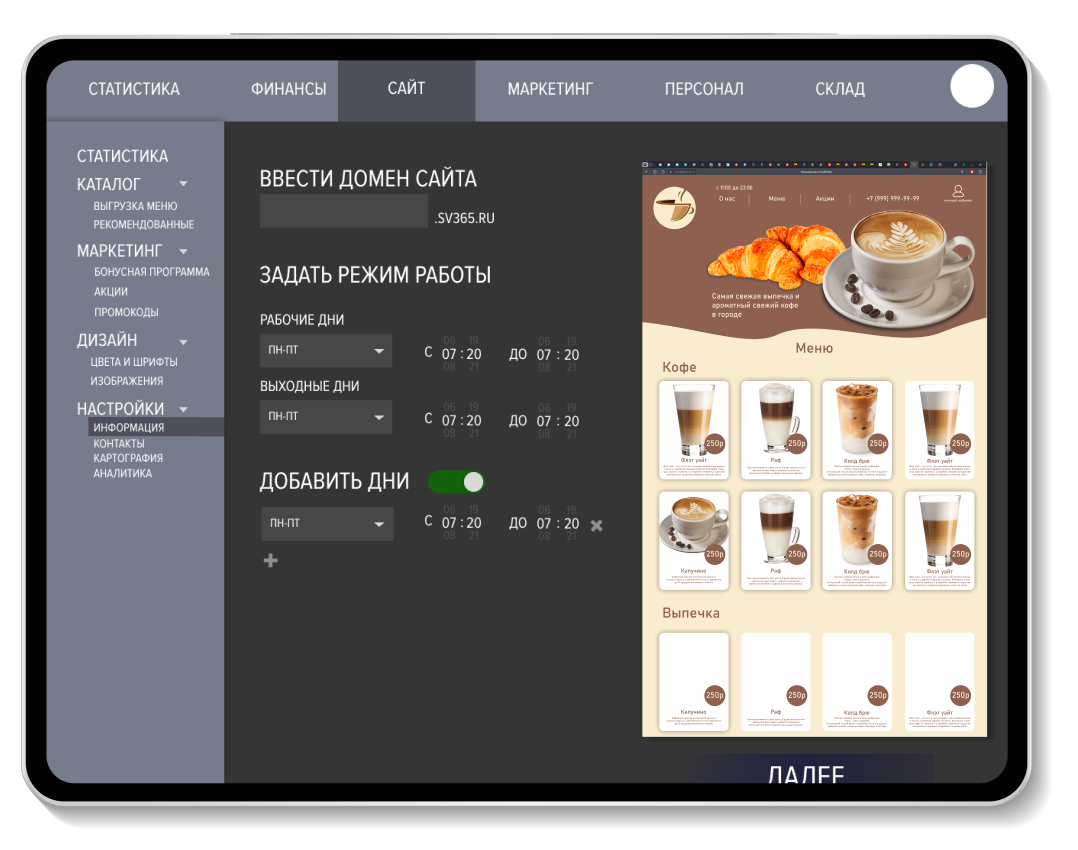 СТАТИСТИКА ФИНАНСЫ САЙТ МАРКЕТИНГ ПЕРСОНАЛ СКЛАД
СТАТИСТИКА
КАТАЛОГ
ВЫГРУЗКА МЕНЮ
РЕКОМЕНДОВАННЫЕ
МАРКЕТИНГ
БОНУСНАЯ ПРОГРАММА
АКЦИИ
ПРОМОКОДЫ
ДИЗАЙН
ЦВЕТА И ШРИФТЫ
ИЗОБРАЖЕНИЯ
НАСТРОЙКИ
ИНФОРМАЦИЯ
КОНТАКТЫ
КАРТОГРАФИЯ
АНАЛИТИКА
ВВЕСТИ ДОМЕН САЙТА
.SV365.RU
ЗАДАТЬ РЕЖИМ РАБОТЫ
РАБОЧИЕ ДНИ
06 19 06 19
ПН-ПТ С 07 : 20 ДО 07 : 20
08 21 08 21
ВЫХОДНЫЕ ДНИ
06 19 06 19
ПН-ПТ С 07 : 20 ДО 07 : 20
08 21 08 21
ДОБАВИТЬ ДНИ
06 19 06 19
ПН-ПТ С 07 : 20 ДО 07 : 20
08 21 08 21
с 11:00 до 23:00
О нас Меню Акции +7 (999) 999-99-99
личный кабинет
Самая свежая выпечка и
ароматный свежий кофе
в городе
Меню
Кофе
250р 250р 250р 250р
Флэт уайт Раф Колд брю Флэт уайт
250р 250р 250р 250р
Капучино Раф Колд брю Флэт уайт
Выпечка
250р 250р 250р 250р
Капучино Раф Колд брю Флэт уайт
ДАЛЕЕ